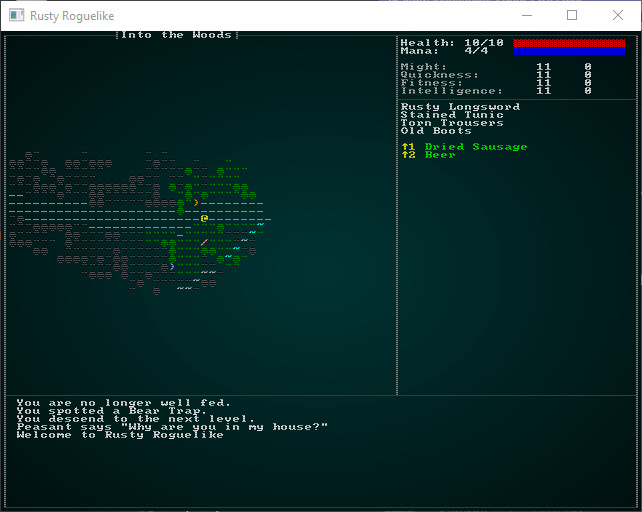 Rusty Roguelike
Into the Woods
Health: 10/10
Mana: 4/4
Might: 11 0
Quickness: 11 0
Fitness: 11 0
Intelligence: 11 0
Rusty Longsword
Stained Tunic
Torn Trousers
Old Boots
↑1 Dried Sausage
↑2 Beer
You are no longer well fed.
You spotted a Bear Trap.
You descend to the next level.
Peasant says "Why are you in my house?"
Welcome to Rusty Roguelike